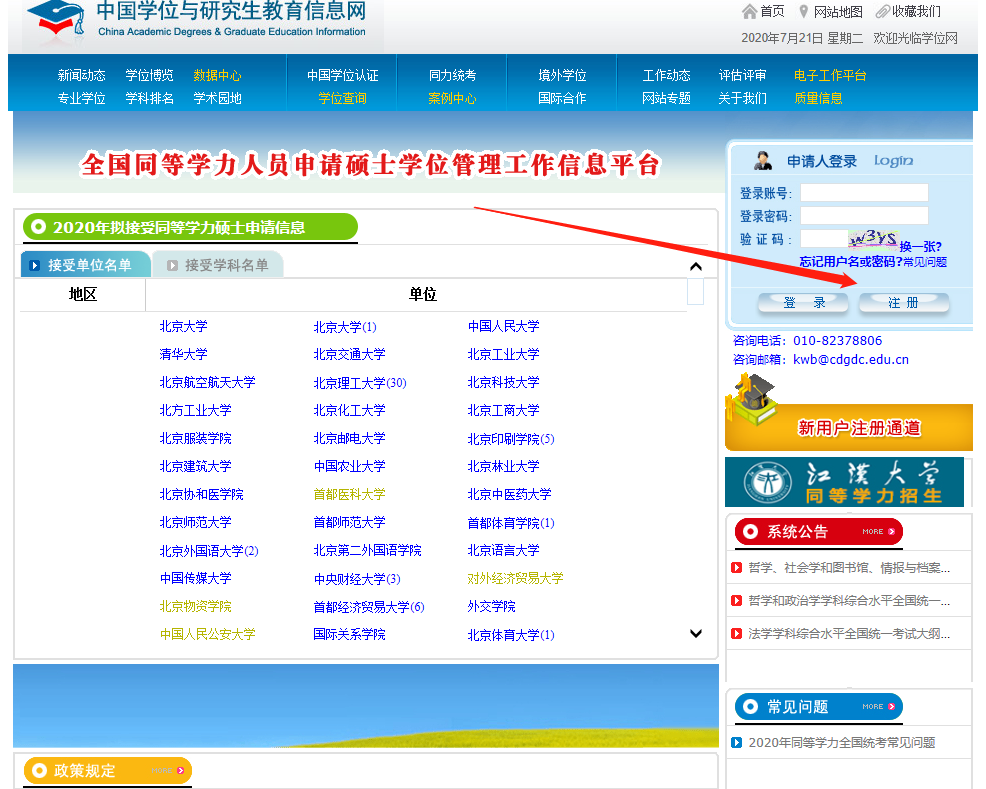 中国学位与研究生教育信息网
China Academic Degrees & Graduate Education Information
首页 网站地图 收藏我们
2020年7月21日 星期二 欢迎光临学位网
新闻动态 学位博览 数据中心 中国学位认证 同力统考 境外学位 工作动态 评估评审 电子工作平台
专业学位 学科排名 学术园地 学位查询 案例中心 国际合作 网站专题 关于我们 质量信息
全国同等学力人员申请硕士学位管理工作信息平台
申请人登录 Login
登录账号:
登录密码:
验 证 码 : w3YS 换一张?
忘记用户名或密码?常见问题
登 录 注 册
咨询电话: 010-82378806
咨询邮箱: kwb@cdgdc.edu.cn
新用户注册通道
江汉大学
同等学力招生
系统公告 MORE
哲学、社会学和图书馆、情报与档案...
哲学和政治学学科综合水平全国统一...
法学学科综合水平全国统一考试大纲...
常见问题 MORE
2020年同等学力全国统考常见问题
2020年拟接受同等学力硕士申请信息
接受单位名单 接受学科名单
地区 单位
北京大学 北京大学(1) 中国人民大学
清华大学 北京交通大学 北京工业大学
北京航空航天大学 北京理工大学(30) 北京科技大学
北方工业大学 北京化工大学 北京工商大学
北京服装学院 北京邮电大学 北京印刷学院(5)
北京建筑大学 中国农业大学 北京林业大学
北京协和医学院 首都医科大学 北京中医药大学
北京师范大学 首都师范大学 首都体育学院(1)
北京外国语大学(2) 北京第二外国语学院 北京语言大学
中国传媒大学 中央财经大学(3) 对外经济贸易大学
北京物资学院 首都经济贸易大学(6) 外交学院
中国人民公安大学 国际关系学院 北京体育大学(1)
政策规定 MORE